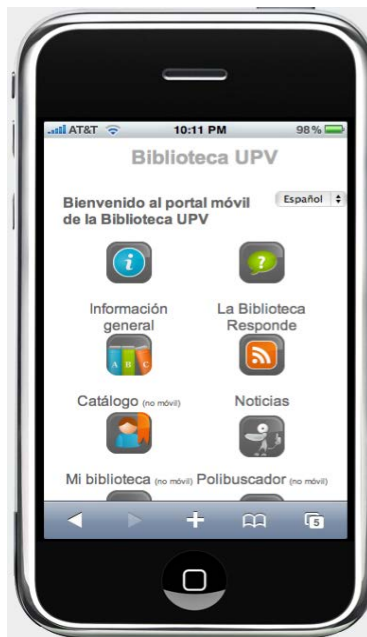 AT&T 10:11 PM 98%
Biblioteca UPV
Bienvenido al portal móvil
de la Biblioteca UPV
Español
Información
general
La Biblioteca
Responde
A B C
Catálogo (no móvil)
Noticias
Mi biblioteca (no móvil) Polibuscador (no móvil)
5